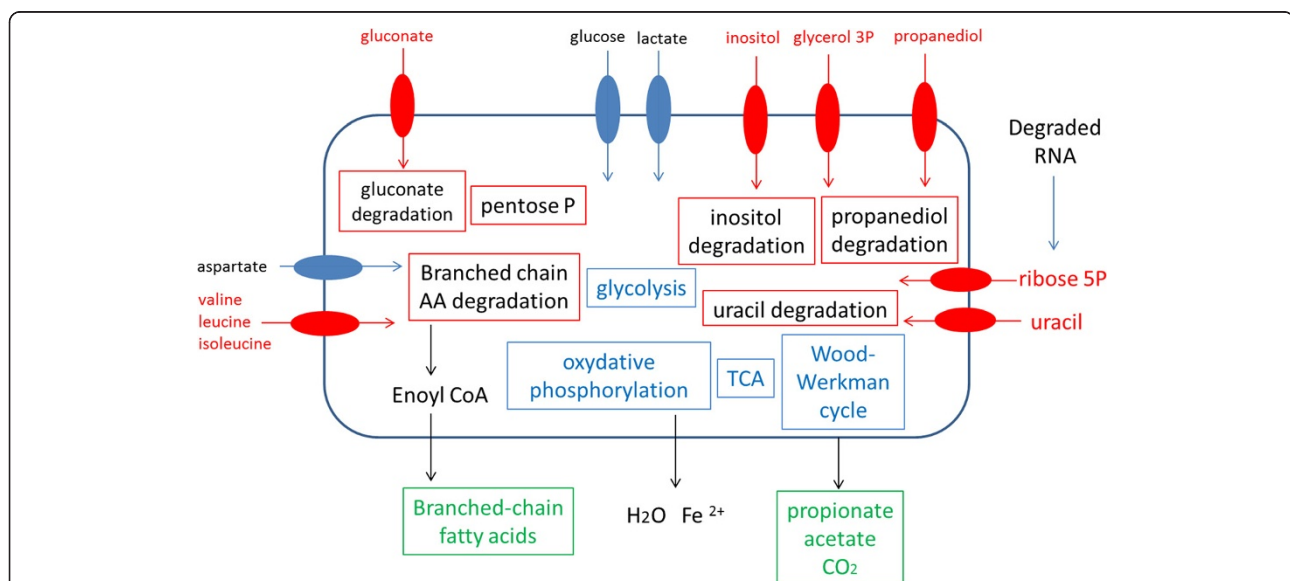 gluconate
glucose
lactate
inositol
glycerol 3P
propanediol
Degraded
RNA
gluconate
degradation
pentose P
inositol
degradation
propanediol
degradation
aspartate
valine
leucine
isoleucine
Branched chain
AA degradation
glycolysis
uracil degradation
ribose 5P
uracil
Enoyl CoA
oxydative
phosphorylation
TCA
Wood-
Werkman
cycle
Branched-chain
fatty acids
H2O Fe 2+
propionate
acetate
CO2